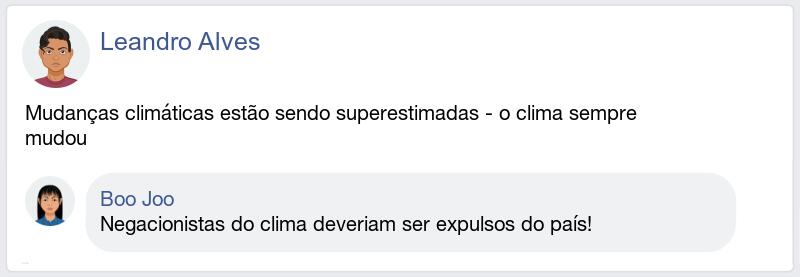 Leandro Alves
Mudanças climáticas estão sendo superestimadas - o clima sempre
mudou
Boo Joo
Negacionistas do clima deveriam ser expulsos do país!